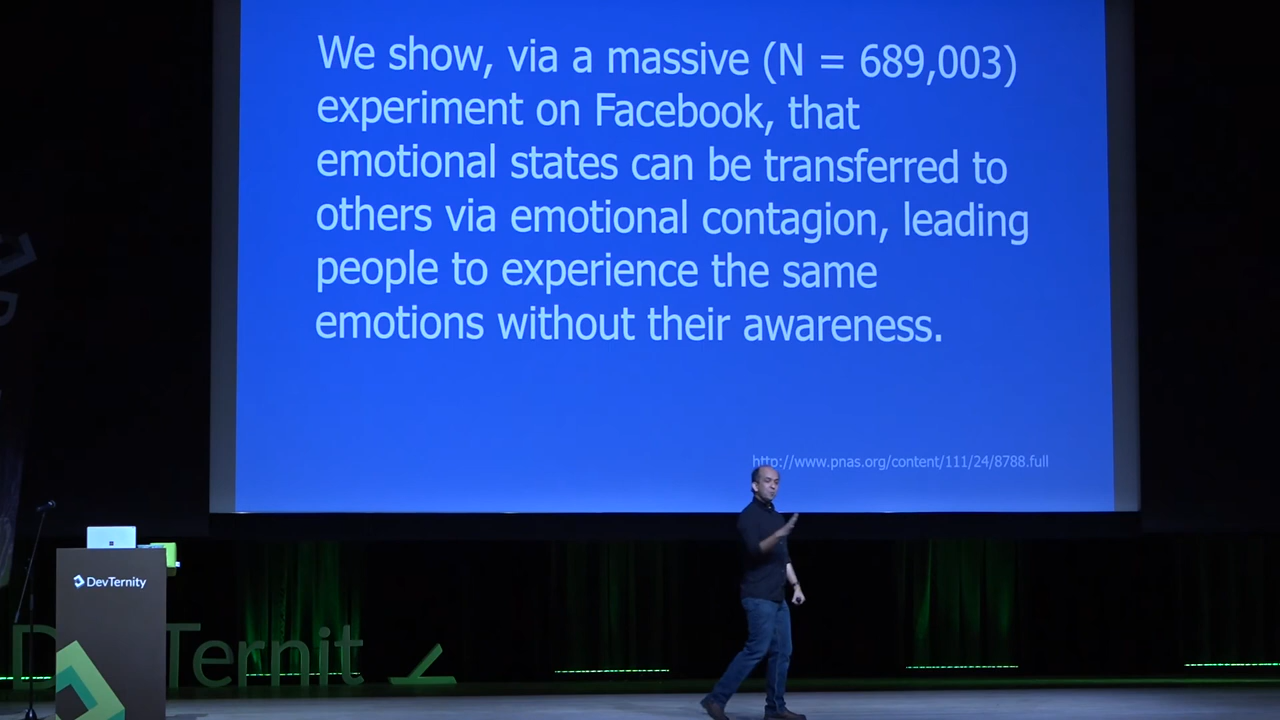 We show, via a massive (N = 689,003)
experiment on Facebook, that
emotional states can be transferred to
others via emotional contagion, leading
people to experience the same
emotions without their awareness.
http://www.pnas.org/content/111/24/8788.full
DevTernity